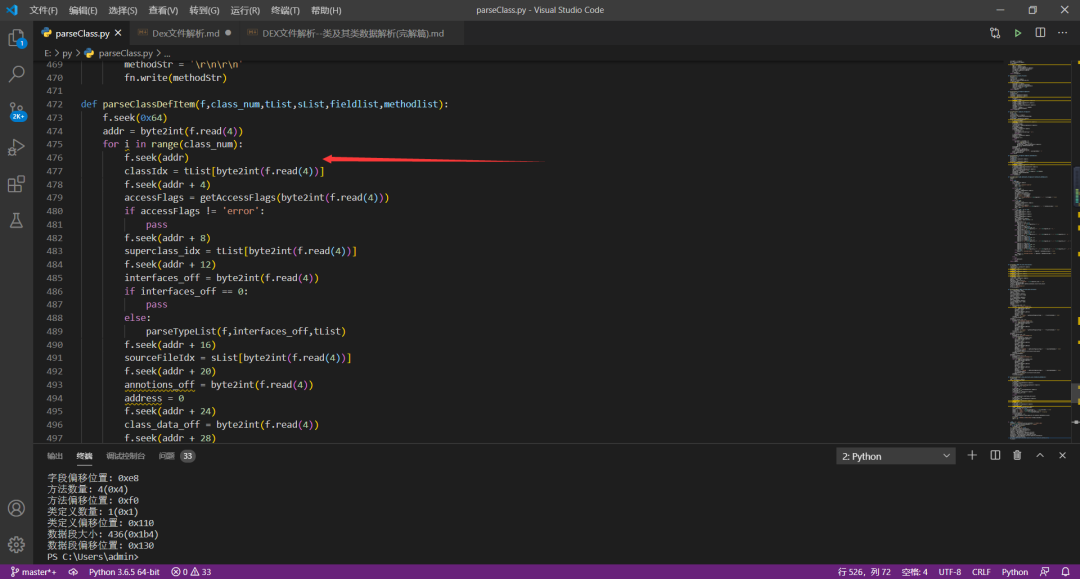 文件(F) 编辑(E) 选择(S) 查看(V) 转到(G) 运行(R) 终端(T) 帮助(H) parseClass.py - Visual Studio Code
parseClass.py Dex文件解析.md DEX文件解析--类及其类数据解析(完解篇).md
E: > py > parseClass.py > ...
469 methodStr = '\r\n\r\n'
470 fn.write(methodStr)
471
472 def parseClassDefItem(f,class_num,tList,sList,fieldlist,methodlist):
473 f.seek(0x64)
474 addr = byte2int(f.read(4))
475 for i in range(class_num):
476 f.seek(addr)
477 classIdx = tList[byte2int(f.read(4))]
478 f.seek(addr + 4)
479 accessFlags = getAccessFlags(byte2int(f.read(4)))
480 if accessFlags != 'error':
481 pass
482 f.seek(addr + 8)
483 superclass_idx = tList[byte2int(f.read(4))]
484 f.seek(addr + 12)
485 interfaces_off = byte2int(f.read(4))
486 if interfaces_off == 0:
487 pass
488 else:
489 parseTypeList(f,interfaces_off,tList)
490 f.seek(addr + 16)
491 sourceFileIdx = sList[byte2int(f.read(4))]
492 f.seek(addr + 20)
493 annotions_off = byte2int(f.read(4))
494 address = 0
495 f.seek(addr + 24)
496 class_data_off = byte2int(f.read(4))
497 f.seek(addr + 28)
输出 终端 调试控制台 问题 33 2: Python
字段偏移位置: 0xe8
方法数量: 4(0x4)
方法偏移位置: 0xf0
类定义数量: 1(0x1)
类定义偏移位置: 0x110
数据段大小: 436(0x1b4)
数据段偏移位置: 0x130
PS C:\Users\admin>
1
2K+
master*+ Python 3.6.5 64-bit 0 33 行 526，列 72 空格: 4 UTF-8 CRLF Python